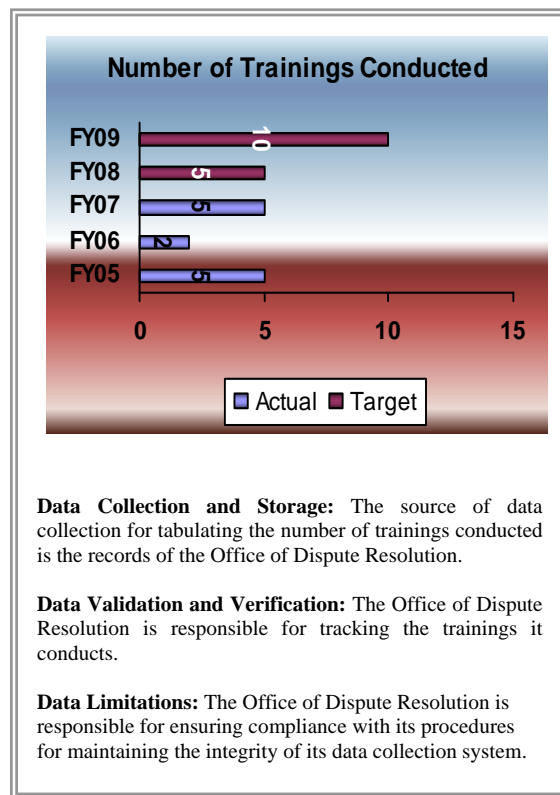 Number of Trainings Conducted
FY09
10
FY08
5
FY07
5
FY06
2
FY05
5
0 5 10 15
Actual Target
Data Collection and Storage: The source of data
collection for tabulating the number of trainings conducted
is the records of the Office of Dispute Resolution.
Data Validation and Verification: The Office of Dispute
Resolution is responsible for tracking the trainings it
conducts.
Data Limitations: The Office of Dispute Resolution is
responsible for ensuring compliance with its procedures
for maintaining the integrity of its data collection system.